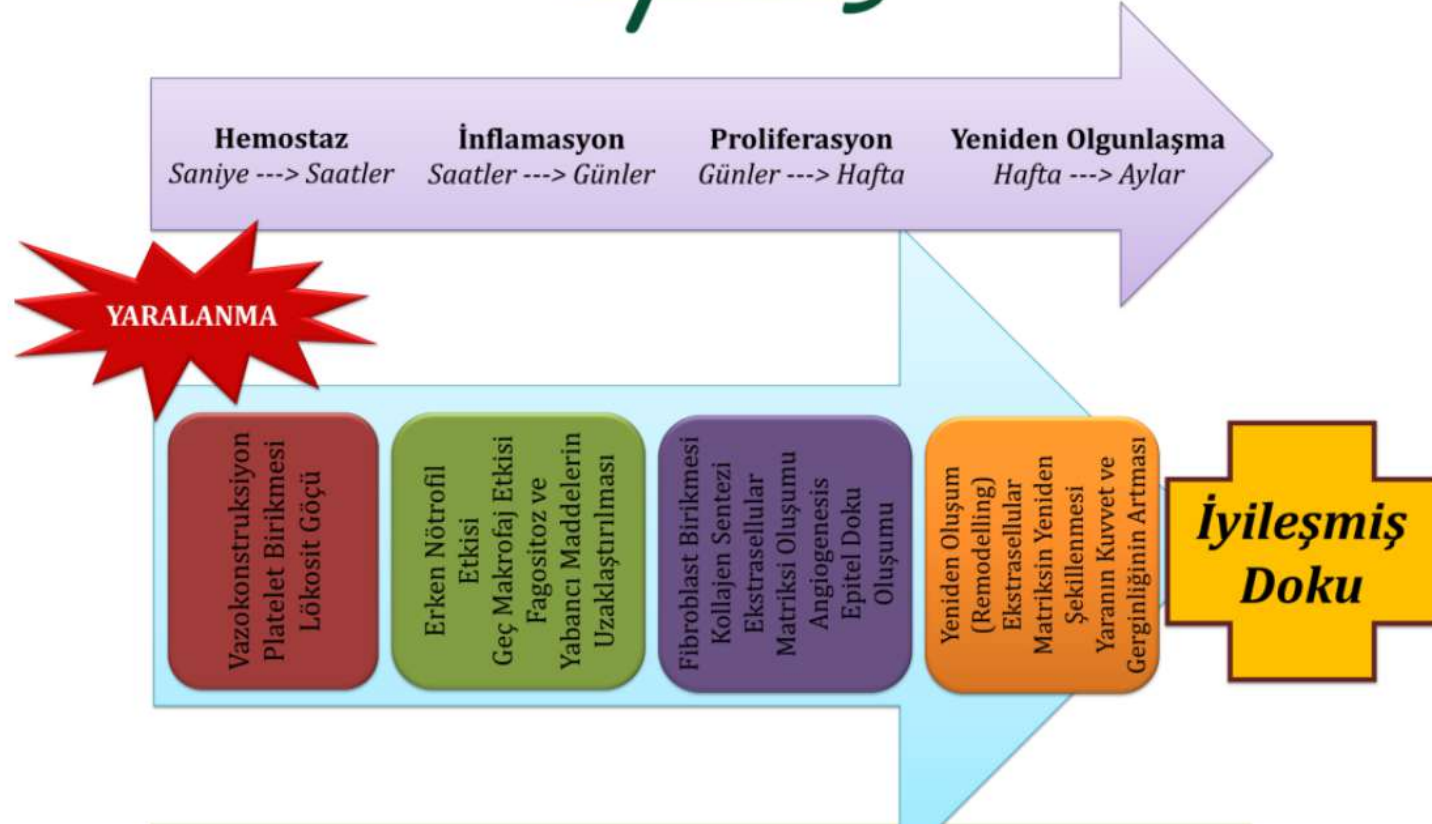 Hemostaz
Saniye ---> Saatler
İnflamasyon
Saatler ---> Günler
Proliferasyon
Günler ---> Hafta
Yeniden Olgunlaşma
Hafta ---> Aylar
YARALANMA
Vazokonstruksiyon
Platelet Birikmesi
Lökosit Göçü
Erken Nötrofil
Etkisi
Geç Makrofaj Etkisi
Fagositoz ve
Yabancı Maddelerin
Uzaklaştırılması
Fibroblast Birikmesi
Kollajen Sentezi
Ekstrasellular
Matriksi Oluşumu
Angiogenesis
Epitel Doku
Oluşumu
Yeniden Oluşum
(Remodelling)
Ekstrasellular
Matriksin Yeniden
Şekillenmesi
Yaranın Kuvvet ve
Gerginliğinin Artması
İyileşmiş
Doku